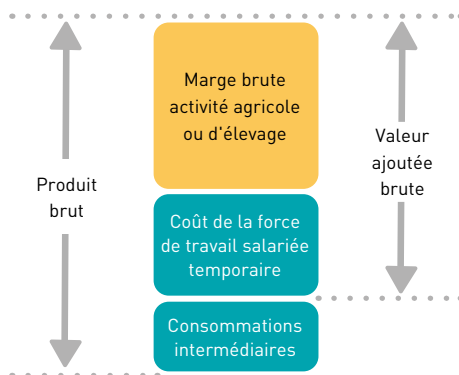 Marge brute
activité agricole
ou d'élevage
Valeur
ajoutée
brute
Produit
brut
Coût de la force
de travail salariée
temporaire
Consommations
intermédiaires